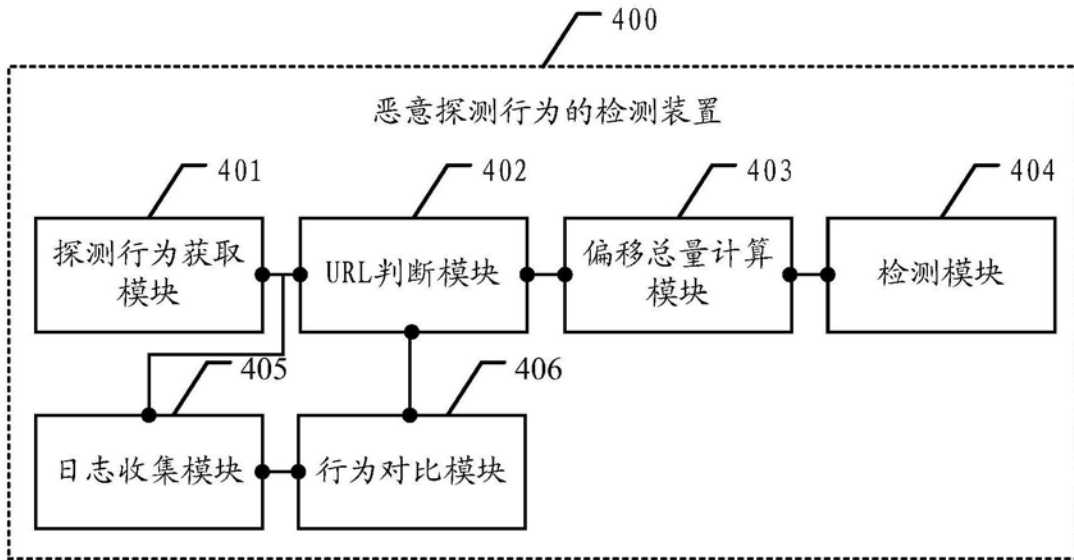 400
恶意探测行为的检测装置
401
402
403
404
探测行为获取
模块
URL判断模块
偏移总量计算
模块
检测模块
405
406
日志收集模块
行为对比模块